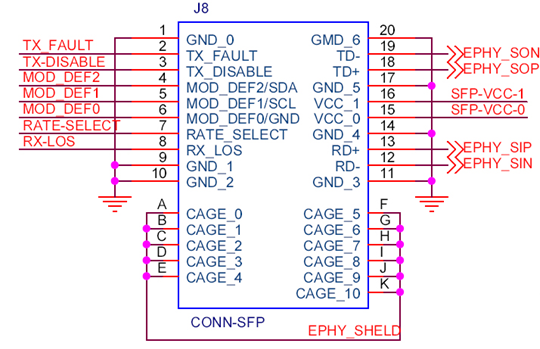 J8
1 GND_0 GMD_6 20
TX_FAULT 2 TX_FAULT TD- 19 EPHY_SON
TX-DISABLE 3 TX_DISABLE TD+ 18 EPHY_SOP
MOD_DEF2 4 MOD_DEF2/SDA GND_5 17
MOD_DEF1 5 MOD_DEF1/SCL VCC_1 16 SFP-VCC-1
MOD_DEF0 6 MOD_DEF0/GND VCC_0 15 SFP-VCC-0
RATE-SELECT 7 RATE_SELECT GND_4 14
RX-LOS 8 RX_LOS RD+ 13 EPHY_SIP
9 GND_1 RD- 12 EPHY_SIN
10 GND_2 GND_3 11
A CAGE_0 CAGE_5 F
B CAGE_1 CAGE_6 G
C CAGE_2 CAGE_7 H
D CAGE_3 CAGE_8 I
E CAGE_4 CAGE_9 J
CAGE_10 K
CONN-SFP
EPHY_SHELD